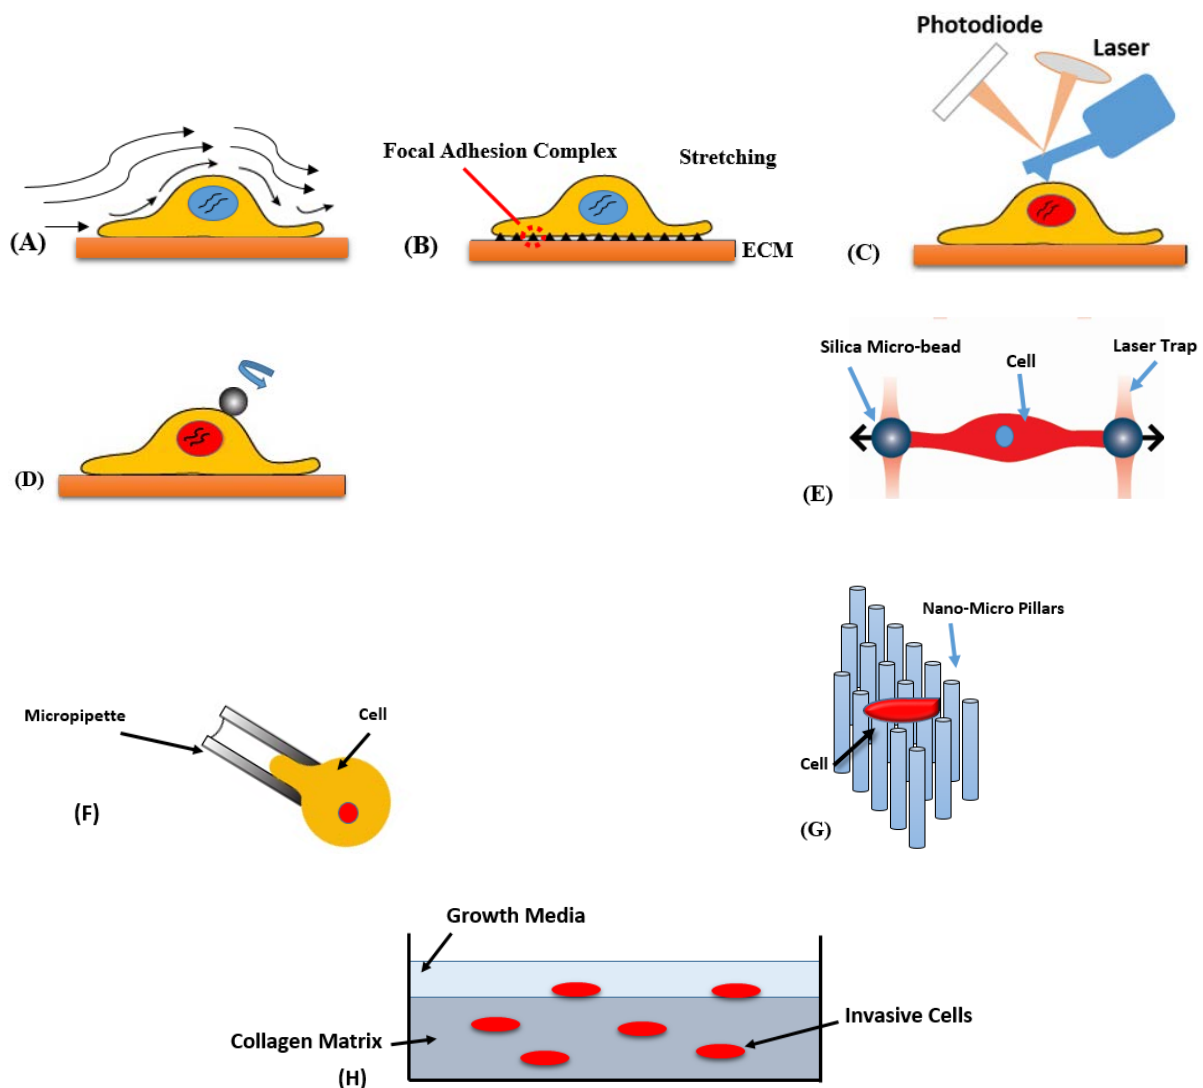 Photodiode
Laser
Focal Adhesion Complex
Stretching
(A)
(B)
ECM
(C)
Silica Micro-bead
Cell
Laser Trap
(D)
(E)
Nano-Micro Pillars
Micropipette
Cell
Cell
(F)
(G)
Growth Media
Collagen Matrix
Invasive Cells
(H)